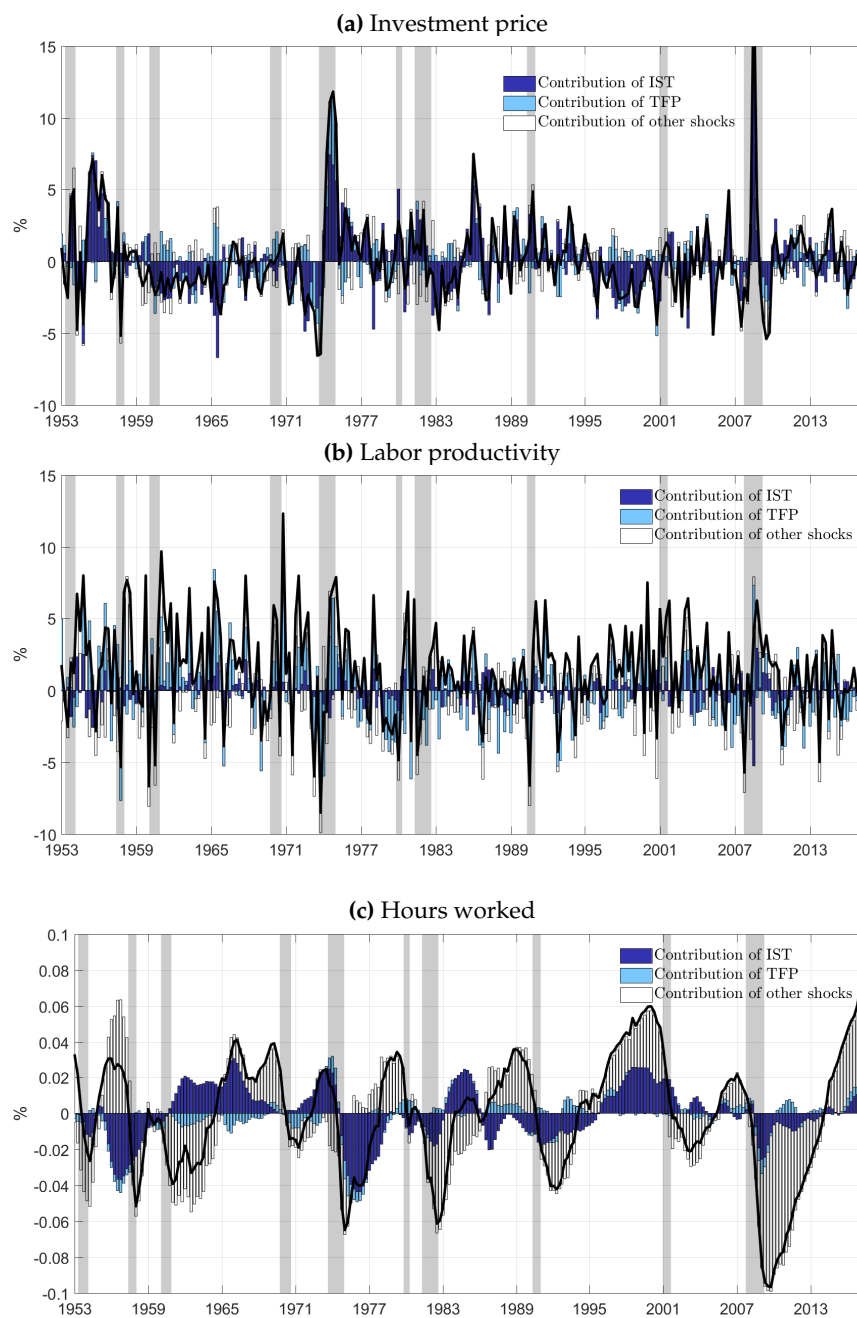 (a) Investment price
15
10
5
0
-5
-10
%
Contribution of IST
Contribution of TFP
Contribution of other shocks
1953 1959 1965 1971 1977 1983 1989 1995 2001 2007 2013
(b) Labor productivity
15
10
5
0
-5
-10
%
Contribution of IST
Contribution of TFP
Contribution of other shocks
1953 1959 1965 1971 1977 1983 1989 1995 2001 2007 2013
(c) Hours worked
0.1
0.08
0.06
0.04
0.02
0
-0.02
-0.04
-0.06
-0.08
-0.1
%
Contribution of IST
Contribution of TFP
Contribution of other shocks
1953 1959 1965 1971 1977 1983 1989 1995 2001 2007 2013